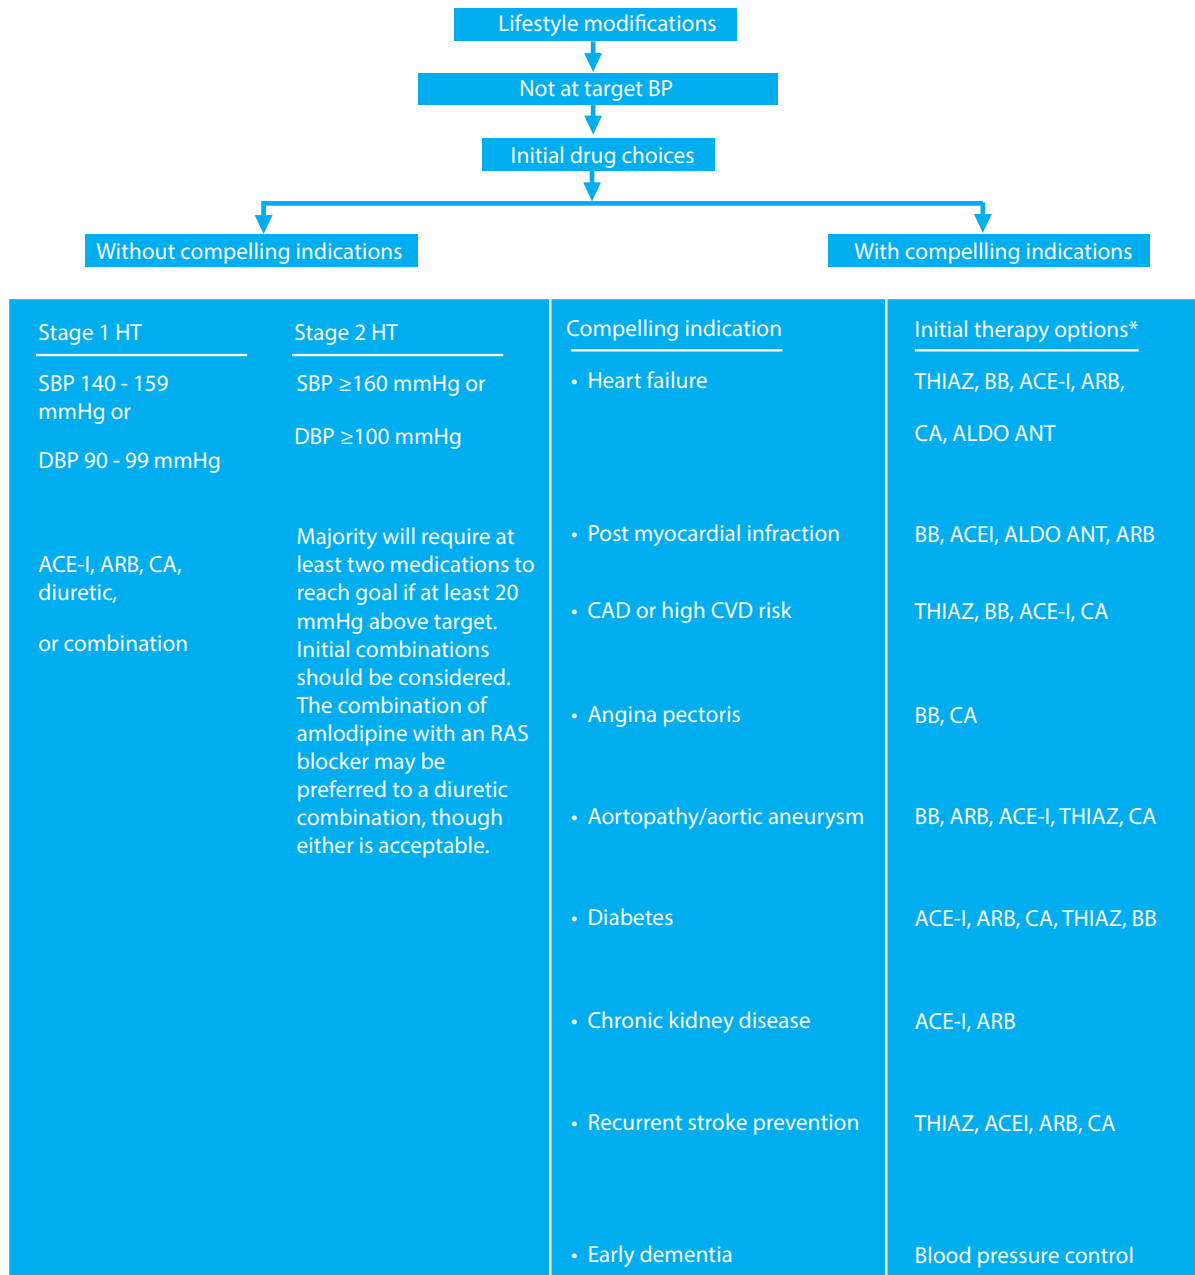 Lifestyle modifications
Not at target BP
Initial drug choices
Without compelling indications
With compellling indications
Stage 1 HT
SBP 140 - 159
mmHg or
DBP 90 - 99 mmHg
ACE-I, ARB, CA,
diuretic,
or combination
Stage 2 HT
SBP ≥160 mmHg or
DBP ≥100 mmHg
Majority will require at
least two medications to
reach goal if at least 20
mmHg above target.
Initial combinations
should be considered.
The combination of
amlodipine with an RAS
blocker may be
preferred to a diuretic
combination, though
either is acceptable.
Compelling indication
Initial therapy options*
• Heart failure
THIAZ, BB, ACE-I, ARB,
CA, ALDO ANT
• Post myocardial infraction
BB, ACEI, ALDO ANT, ARB
• CAD or high CVD risk
THIAZ, BB, ACE-I, CA
• Angina pectoris
BB, CA
• Aortopathy/aortic aneurysm
BB, ARB, ACE-I, THIAZ, CA
• Diabetes
ACE-I, ARB, CA, THIAZ, BB
• Chronic kidney disease
ACE-I, ARB
• Recurrent stroke prevention
THIAZ, ACEI, ARB, CA
• Early dementia
Blood pressure control